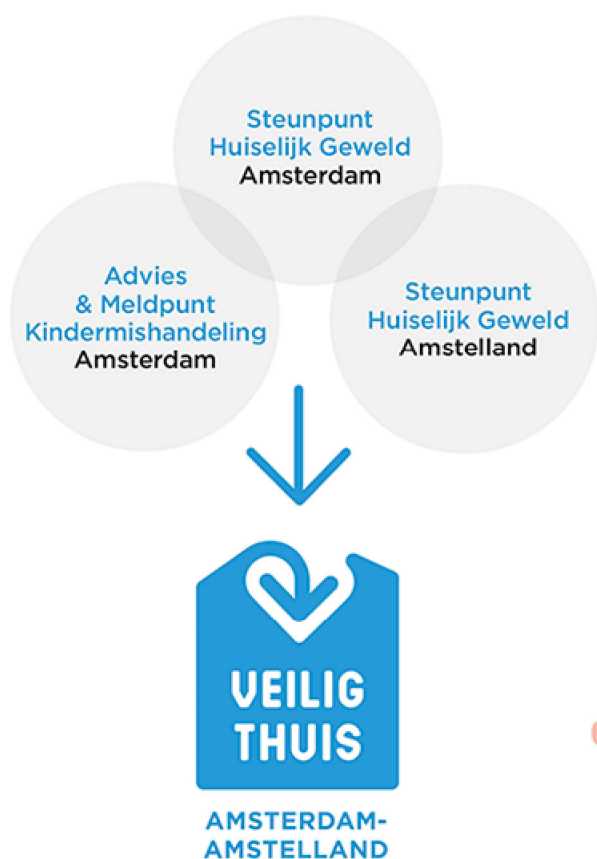 Steunpunt
Huiselijk Geweld
Amsterdam
Advies
& Meldpunt
Kindermishandeling
Amsterdam
Steunpunt
Huiselijk Geweld
Amstelland
VEILIG
THUIS
AMSTERDAM-
AMSTELLAND